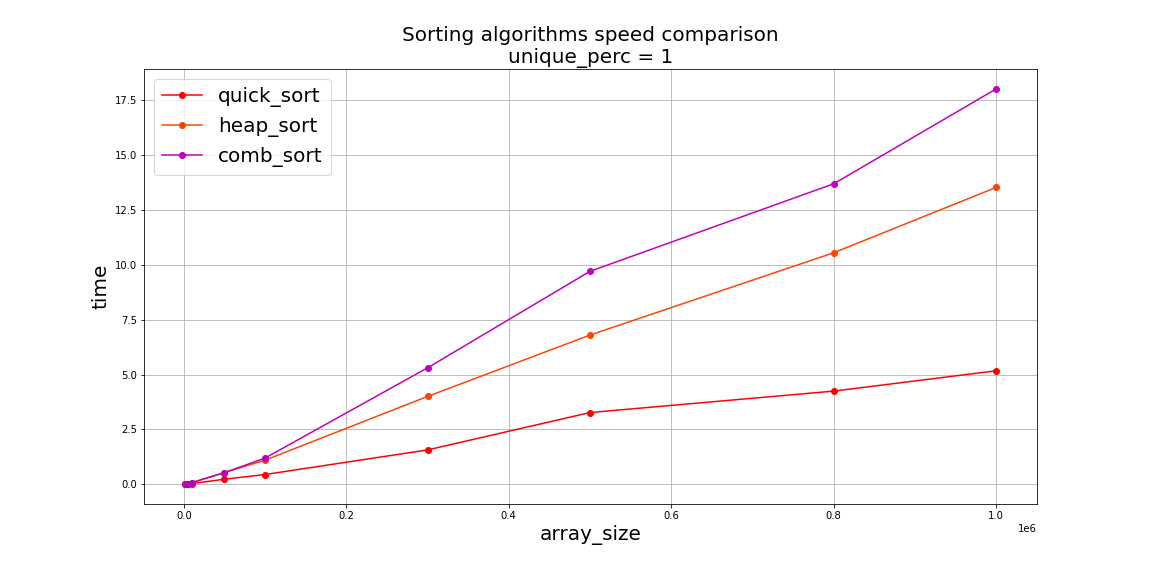 Sorting algorithms speed comparison
unique_perc = 1
quick_sort
heap_sort
comb_sort
time
17.5
15.0
12.5
10.0
7.5
5.0
2.5
0.0
0.0 0.2 0.4 0.6 0.8 1.0
1e6
array_size